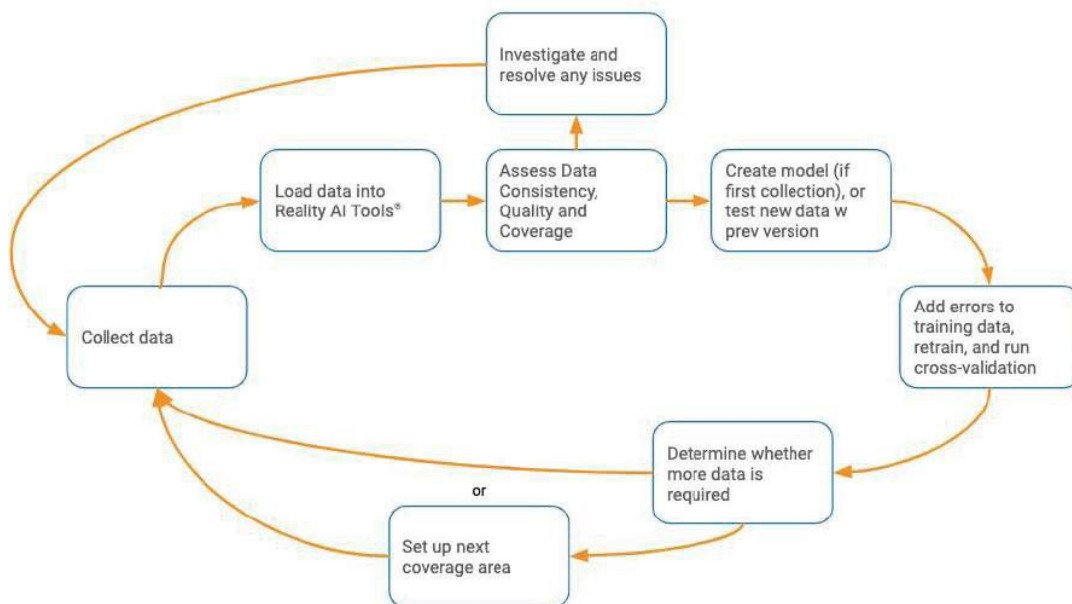 Investigate and
resolve any issues
Load data into
Reality AI Tools®
Assess Data
Consistency,
Quality and
Coverage
Create model (if
first collection), or
test new data w
prev version
Collect data
Add errors to
training data,
retrain, and run
cross-validation
Determine whether
more data is
required
or
Set up next
coverage area